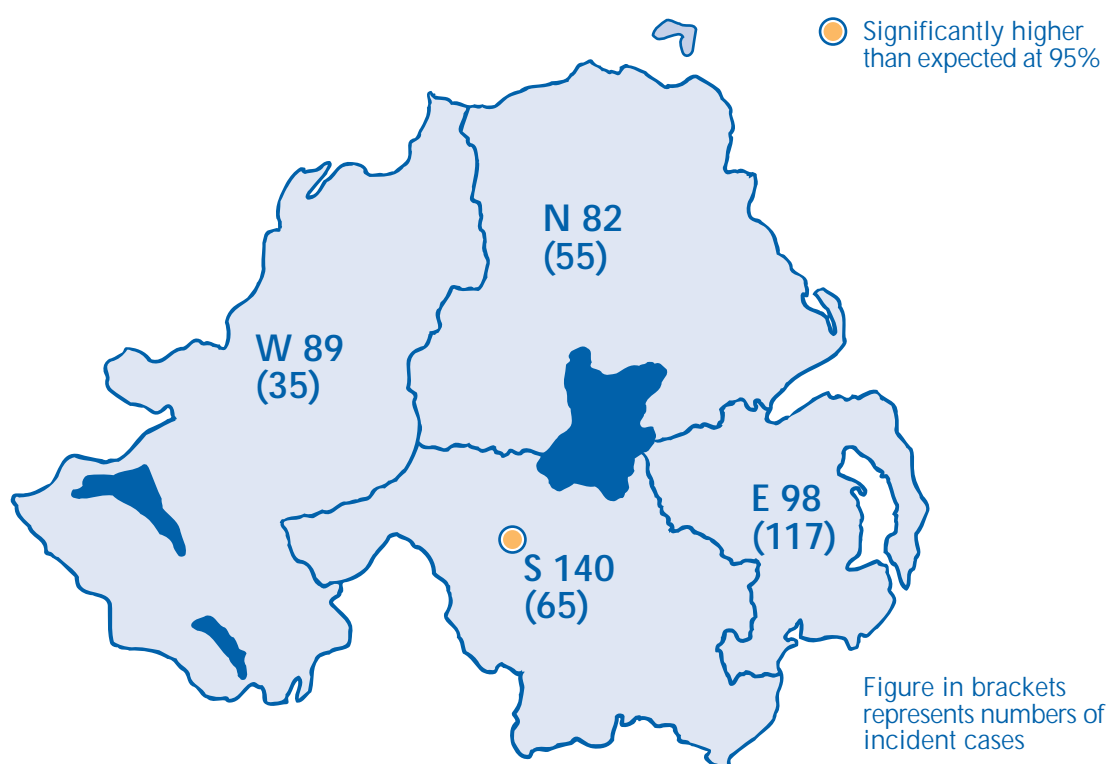 Significantly higher
than expected at 95%
N 82
(55)
W 89
(35)
E 98
(117)
S 140
(65)
Figure in brackets
represents numbers of
incident cases